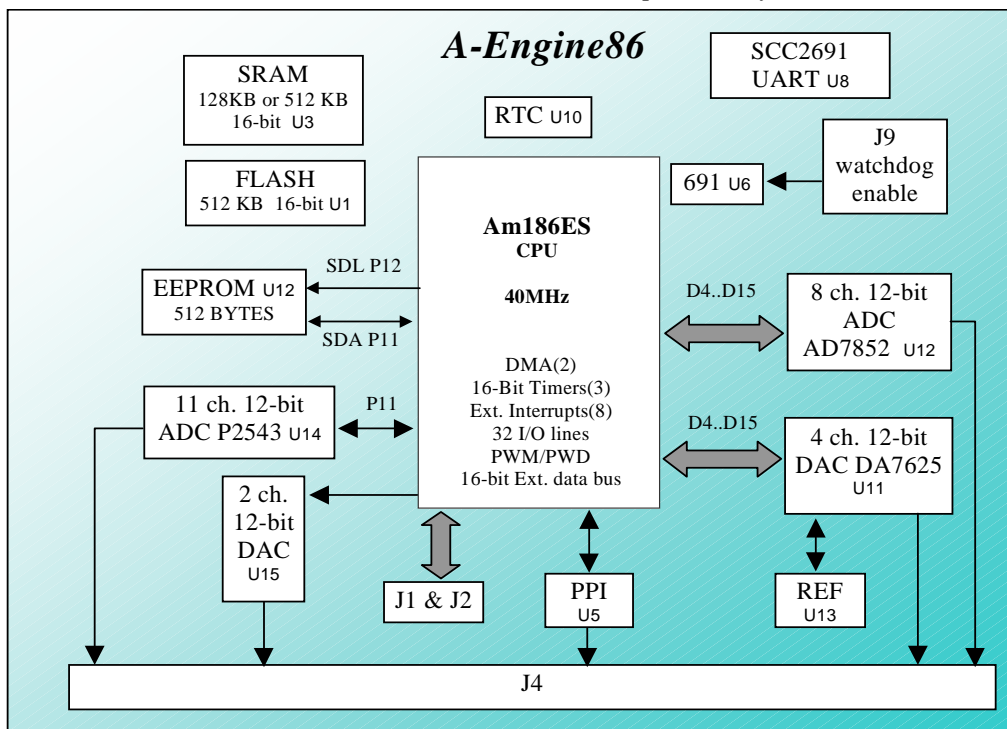 A-Engine86
SRAM
128KB or 512 KB
16-bit U3
RTC U10
SCC2691
UART U8
FLASH
512 KB 16-bit U1
691 U6
J9
watchdog
enable
Am186ES
CPU
40MHz
DMA(2)
16-Bit Timers(3)
Ext. Interrupts(8)
32 I/O lines
PWM/PWD
16-bit Ext. data bus
SDL P12
EEPROM U12
512 BYTES
SDA P11
D4..D15
8 ch. 12-bit
ADC
AD7852 U12
11 ch. 12-bit
ADC P2543 U14
P11
D4..D15
4 ch. 12-bit
DAC DA7625
U11
2 ch.
12-bit
DAC
U15
J1 & J2
PPI
U5
REF
U13
J4